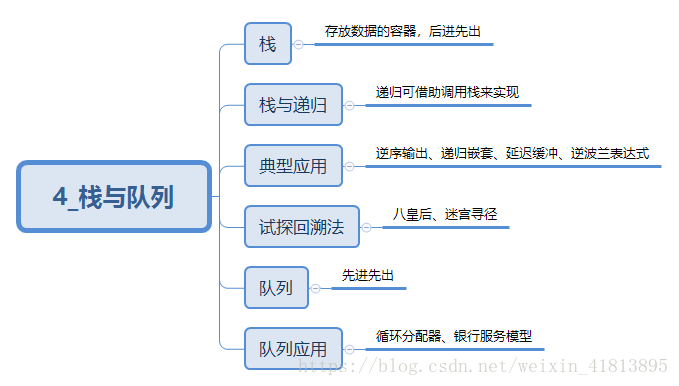 4_栈与队列
栈
存放数据的容器，后进先出
栈与递归
递归可借助调用栈来实现
典型应用
逆序输出、递归嵌套、延迟缓冲、逆波兰表达式
试探回溯法
八皇后、迷宫寻径
队列
先进先出
队列应用
循环分配器、银行服务模型
https://blog.csdn.net/weixin_41813895